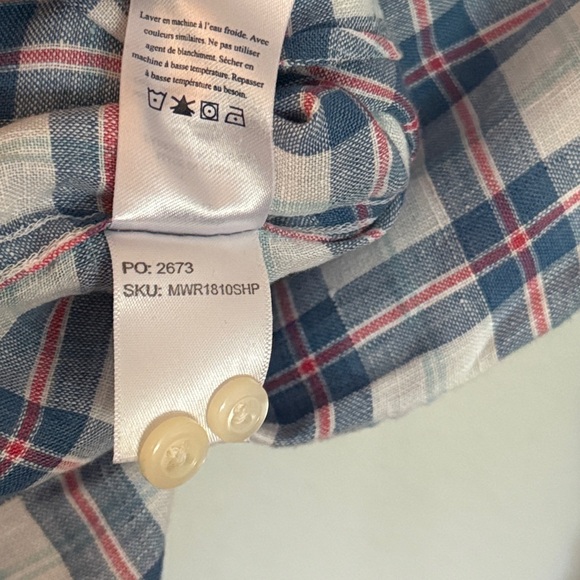 Laver en machine à l'eau froide. Avec
couleurs similaires. Ne pas utiliser
agent de blanchiment. Sécher en
machine à basse température. Repasser
à basse température au besoin.
PO: 2673
SKU: MWR1810SHP